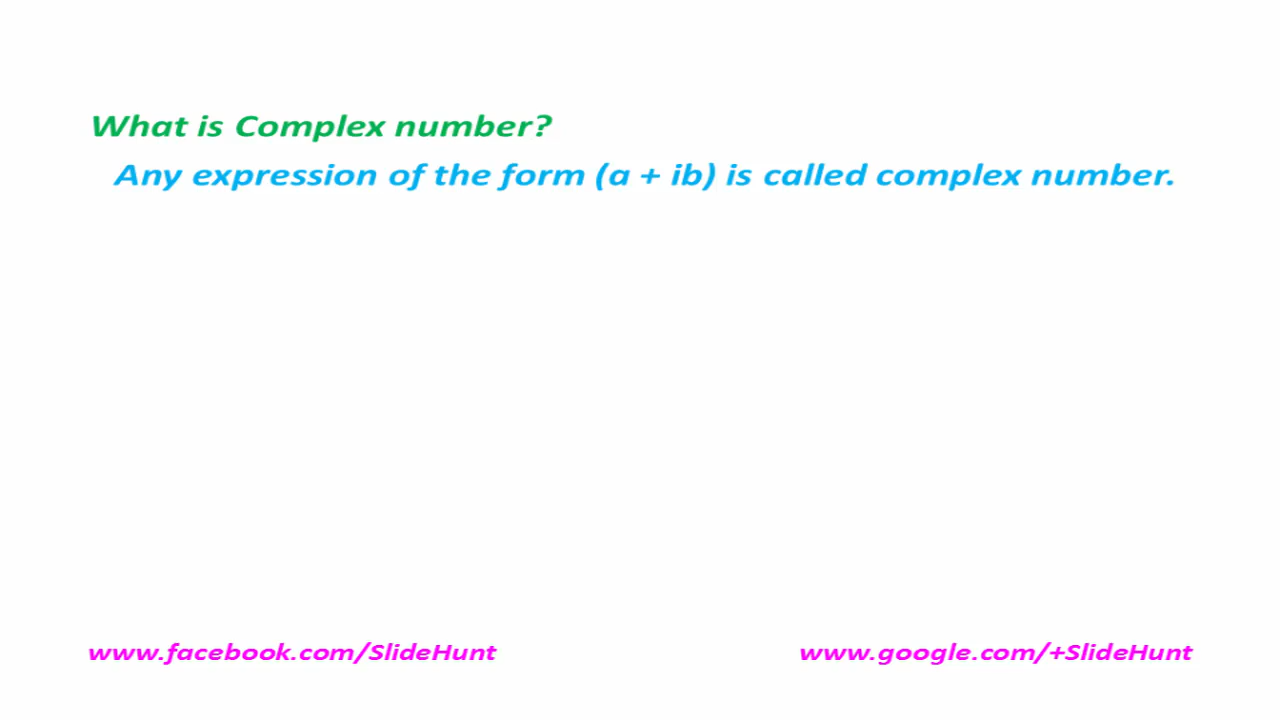 What is Complex number?
Any expression of the form (a + ib) is called complex number.
www.facebook.com/SlideHunt
www.google.com/+SlideHunt